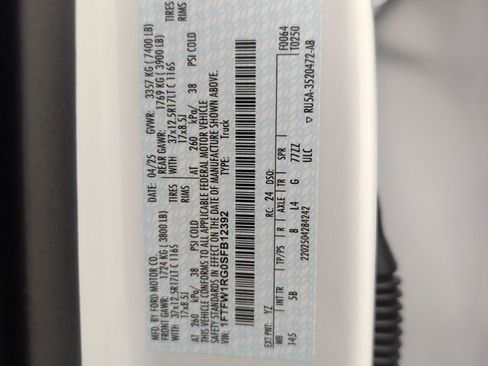 MFD. BY FORD MOTOR CO.
DATE: 04/25 GVWR: 3357 KG (7400 LB)
FRONT GAWR: 1724 KG (3800 LB) REAR GAWR: 1769 KG (3900 LB)
WITH 37x12.5R17LT C 116S TIRES WITH 37x12.5R17LT C 116S TIRES
17x8.5J RIMS 17x8.5J RIMS
AT 260 kPa/ 38 PSI COLD AT 260 kPa/ 38 PSI COLD
THIS VEHICLE CONFORMS TO ALL APPLICABLE FEDERAL MOTOR VEHICLE
SAFETY STANDARDS IN EFFECT ON THE DATE OF MANUFACTURE SHOWN ABOVE.
VIN: 1FTFW1RG0SFB12392 TYPE: Truck
EXT PNT: YZ RC: 24 DSO: F0064
WB INT TR TP/PS R AXLE TR SPR T0250
145 5B 8 L4 G 77ZZ
2202504284242 ULC ▽ RU5A-3520472-AB